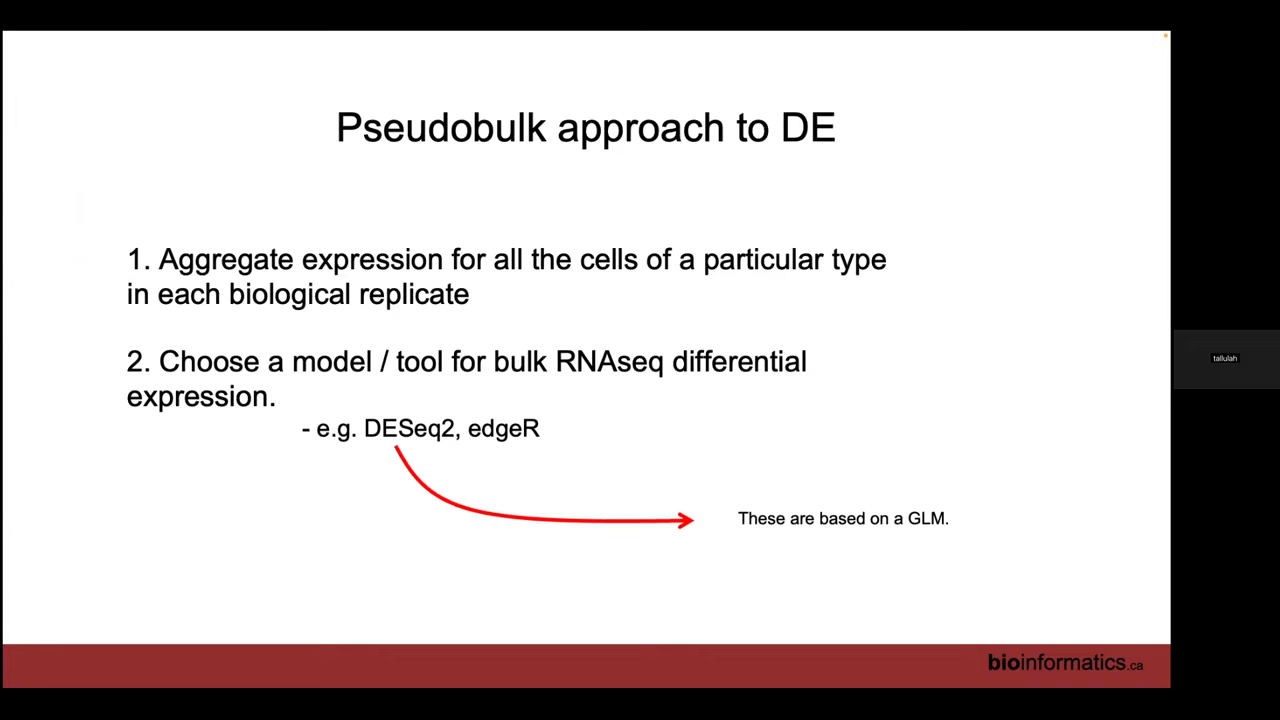 Pseudobulk approach to DE
1. Aggregate expression for all the cells of a particular type
in each biological replicate
2. Choose a model / tool for bulk RNAseq differential
expression.
- e.g. DESeq2, edgeR
These are based on a GLM.
tallulah
bioinformatics.ca